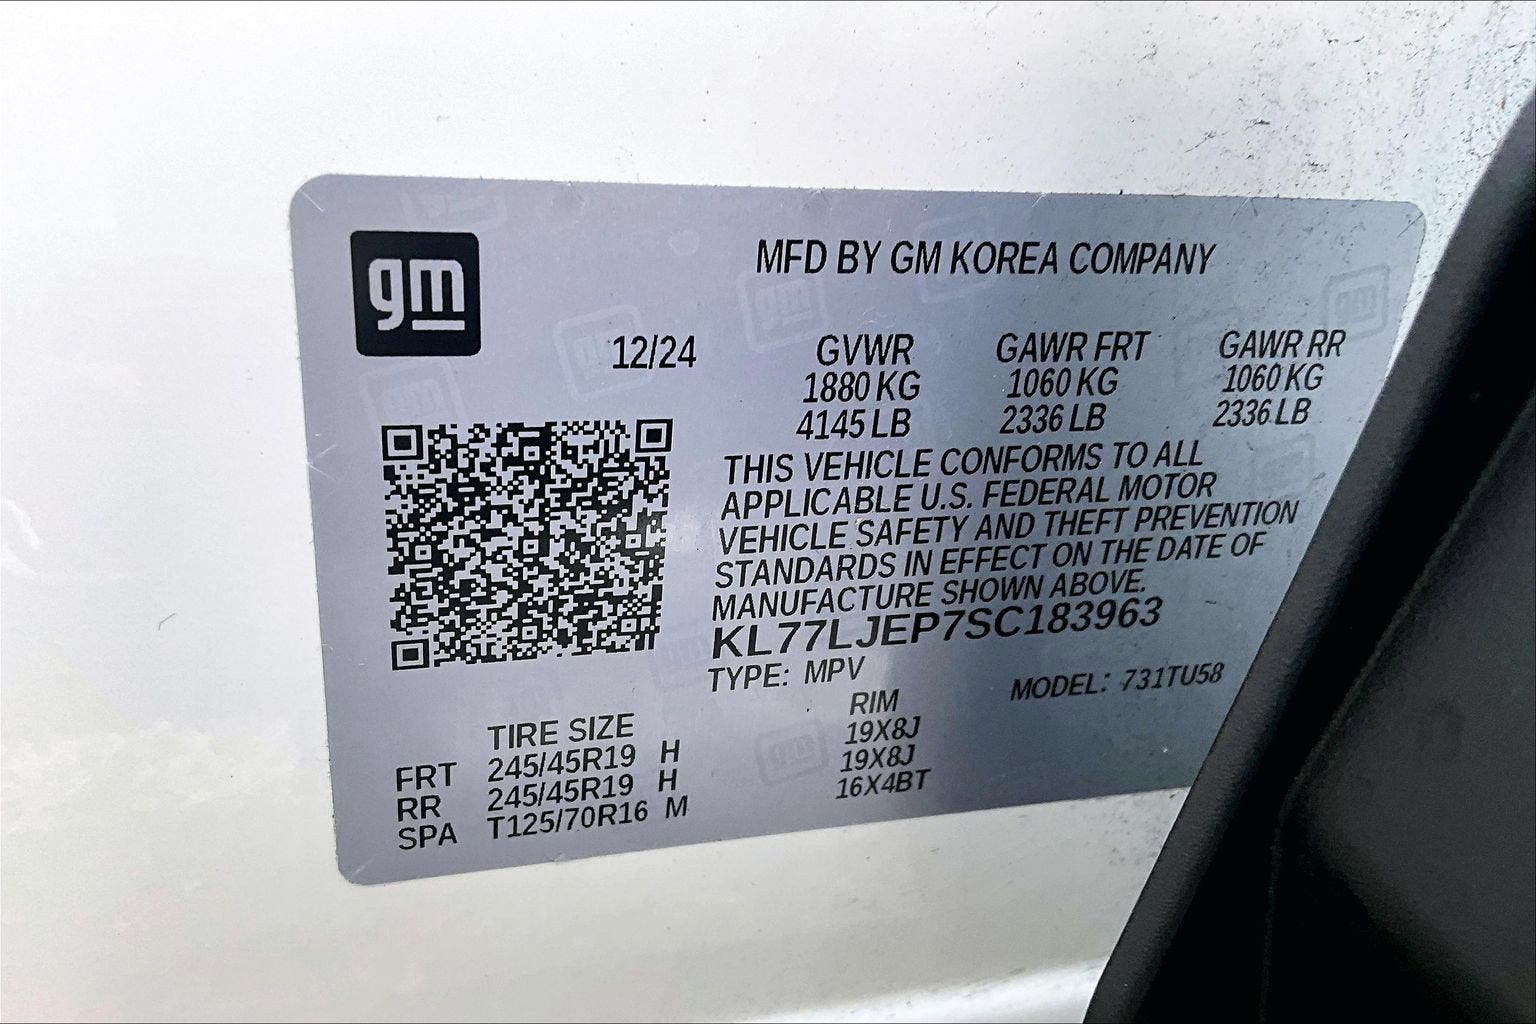 gm
MFD BY GM KOREA COMPANY
12/24 GVWR GAWR FRT GAWR RR
1880 KG 1060 KG 1060 KG
4145 LB 2336 LB 2336 LB
THIS VEHICLE CONFORMS TO ALL
APPLICABLE U.S. FEDERAL MOTOR
VEHICLE SAFETY AND THEFT PREVENTION
STANDARDS IN EFFECT ON THE DATE OF
MANUFACTURE SHOWN ABOVE.
KL77LJEP7SC183963
TYPE: MPV MODEL: 731TU58
TIRE SIZE RIM
FRT 245/45R19 H 19X8J
RR 245/45R19 H 19X8J
SPA T125/70R16 M 16X4BT